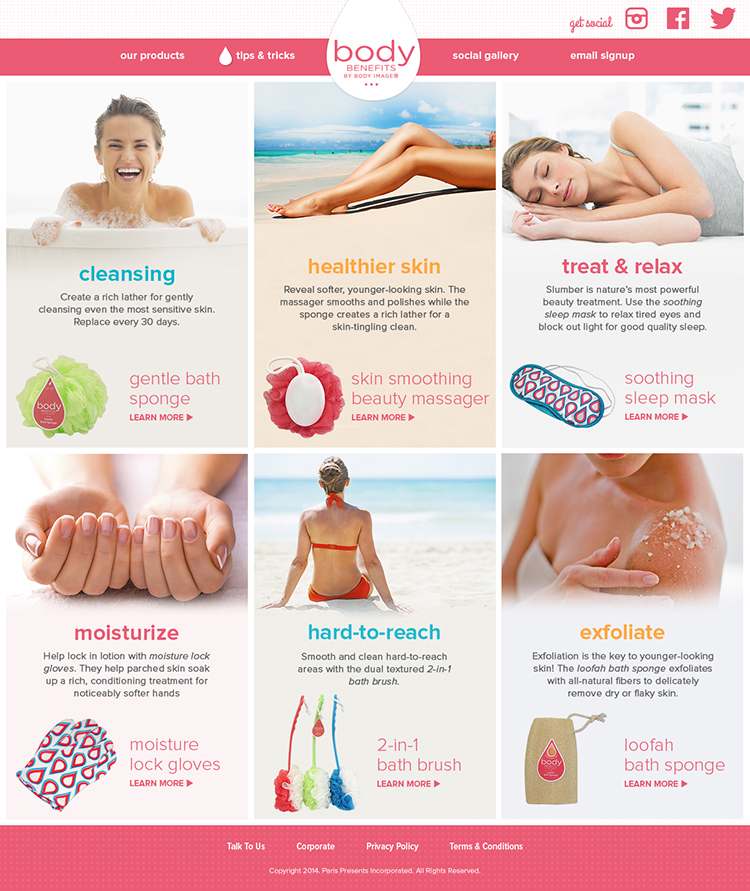 get social
our products
tips & tricks
body
BENEFITS
BY BODY IMAGE®
social gallery
email signup
cleansing
Create a rich lather for gently
cleansing even the most sensitive skin.
Replace every 30 days.
body
gentle bath
sponge
LEARN MORE
healthier skin
Reveal softer, younger-looking skin. The
massager smooths and polishes while the
sponge creates a rich lather for a
skin-tingling clean.
skin smoothing
beauty massager
LEARN MORE
treat & relax
Slumber is nature's most powerful
beauty treatment. Use the soothing
sleep mask to relax tired eyes and
block out light for good quality sleep.
soothing
sleep mask
LEARN MORE
moisturize
Help lock in lotion with moisture lock
gloves. They help parched skin soak
up a rich, conditioning treatment for
noticeably softer hands
moisture
lock gloves
LEARN MORE
hard-to-reach
Smooth and clean hard-to-reach
areas with the dual textured 2-in-1
bath brush.
2-in-1
bath brush
LEARN MORE
exfoliate
Exfoliation is the key to younger-looking
skin! The loofah bath sponge exfoliates
with all-natural fibers to delicately
remove dry or flaky skin.
body
loofah
bath sponge
LEARN MORE
Talk To Us
Corporate
Privacy Policy
Terms & Conditions
Copyright 2014. Paris Presents Incorporated. All Rights Reserved.